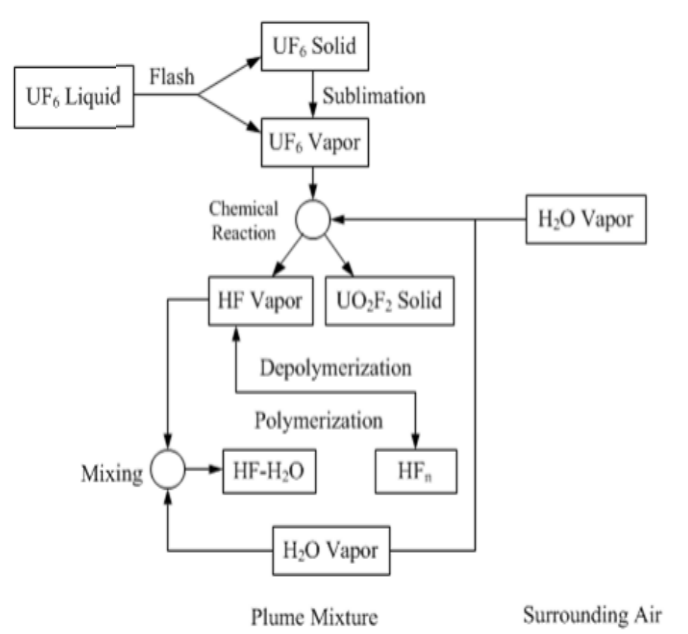 UF₆ Solid
Flash
UF₆ Liquid
Sublimation
UF₆ Vapor
Chemical
Reaction
H₂O Vapor
HF Vapor
UO₂F₂ Solid
Depolymerization
Polymerization
Mixing
HF-H₂O
HFₙ
H₂O Vapor
Plume Mixture
Surrounding Air